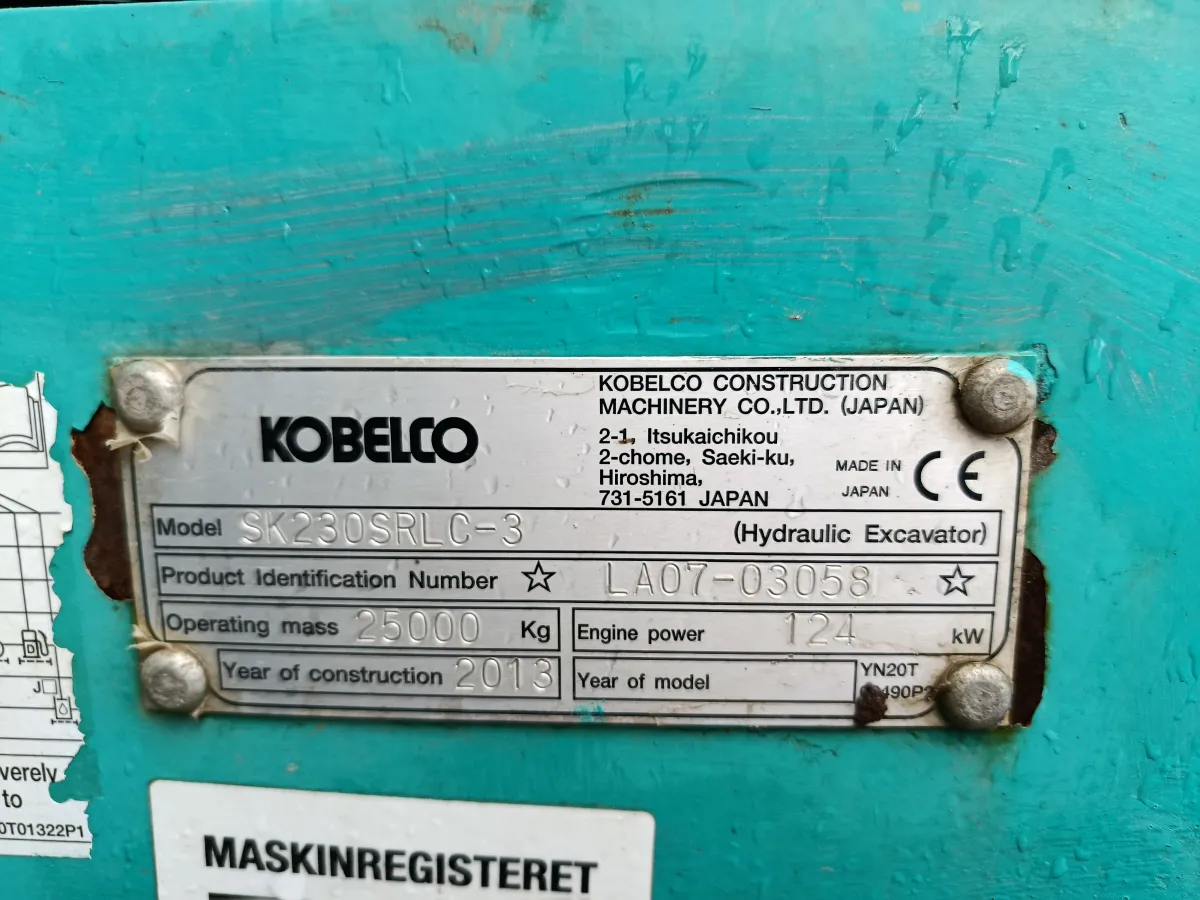 KOBELCO
KOBELCO CONSTRUCTION
MACHINERY CO.,LTD. (JAPAN)
2-1, Itsukaichikou
2-chome, Saeki-ku,
Hiroshima,
731-5161 JAPAN
MADE IN
JAPAN
CE
Model SK230SRLC-3 (Hydraulic Excavator)
Product Identification Number ☆ LA07-03058 ☆
Operating mass 25000 Kg
Engine power 124 kW
Year of construction 2013
Year of model
YN20T
J
to
0T01322P1
MASKINREGISTERET